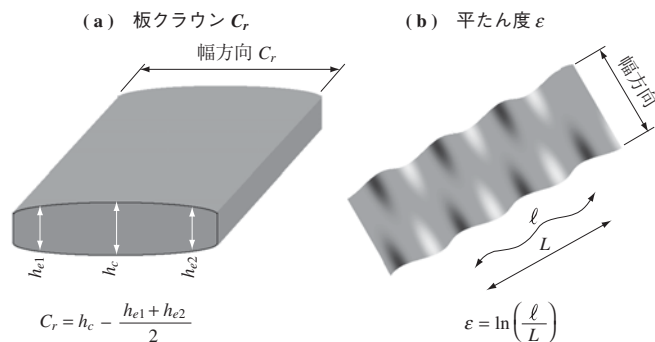 (a) 板クラウン Cr
幅方向 Cr
he1
hc
he2
Cr = hc − (he1 + he2)/2
(b) 平たん度 ε
幅方向
ℓ
L
ε = ln(ℓ/L)